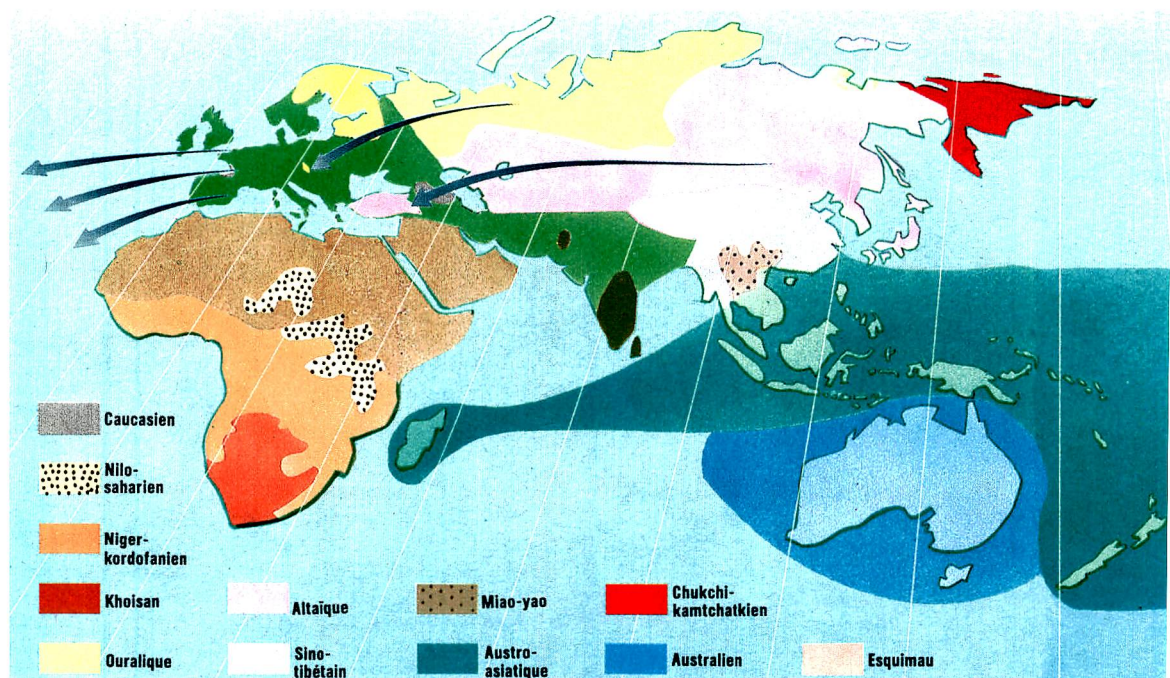 Caucasien
Nilo-
saharien
Niger-
kordofanien
Khoisan
Altaïque
Miao-yao
Chukchi-
kamtchatkien
Ouralique
Sino-
tibétain
Austro-
asiatique
Australien
Esquimau